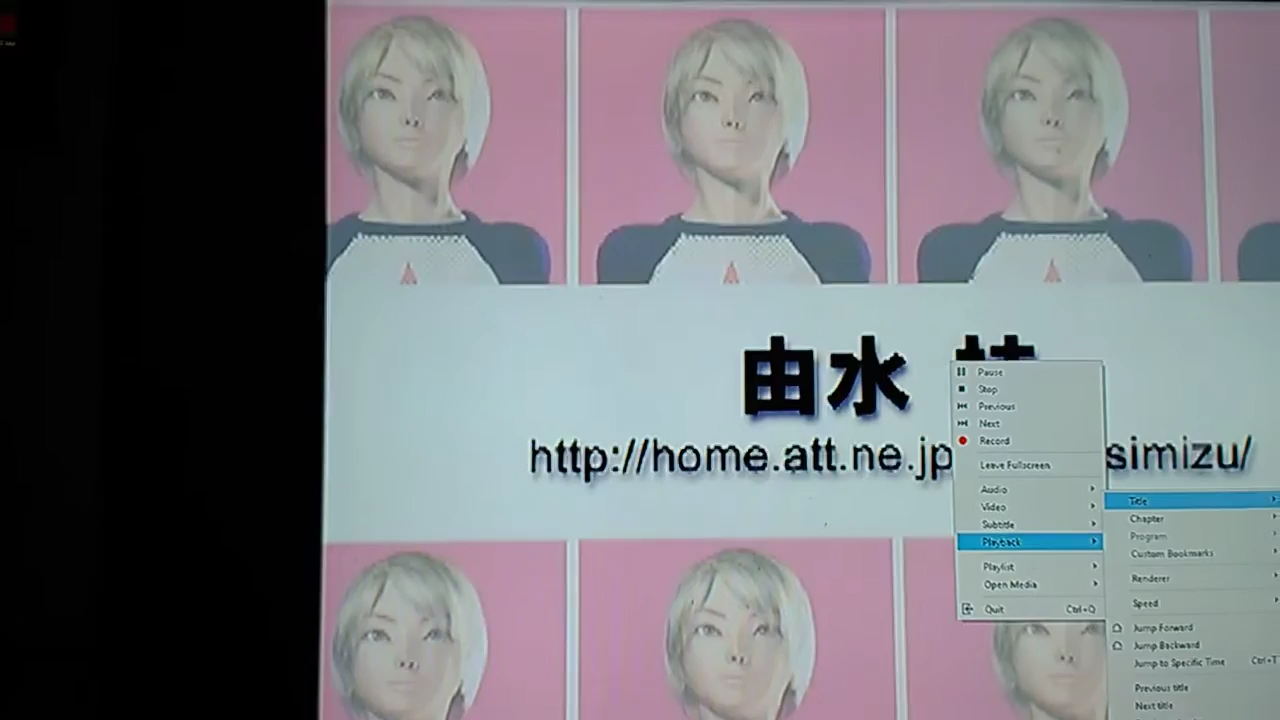 由水
http://home.att.ne.jp
simizu/
Pause
Stop
Previous
Next
Record
Leave Fullscreen
Audio
Video
Subtitle
Playback
Playlist
Open Media
Quit Ctrl+Q
Title
Chapter
Program
Custom Bookmarks
Renderer
Speed
Jump Forward
Jump Backward
Jump to Specific Time Ctrl+T
Previous title
Next title